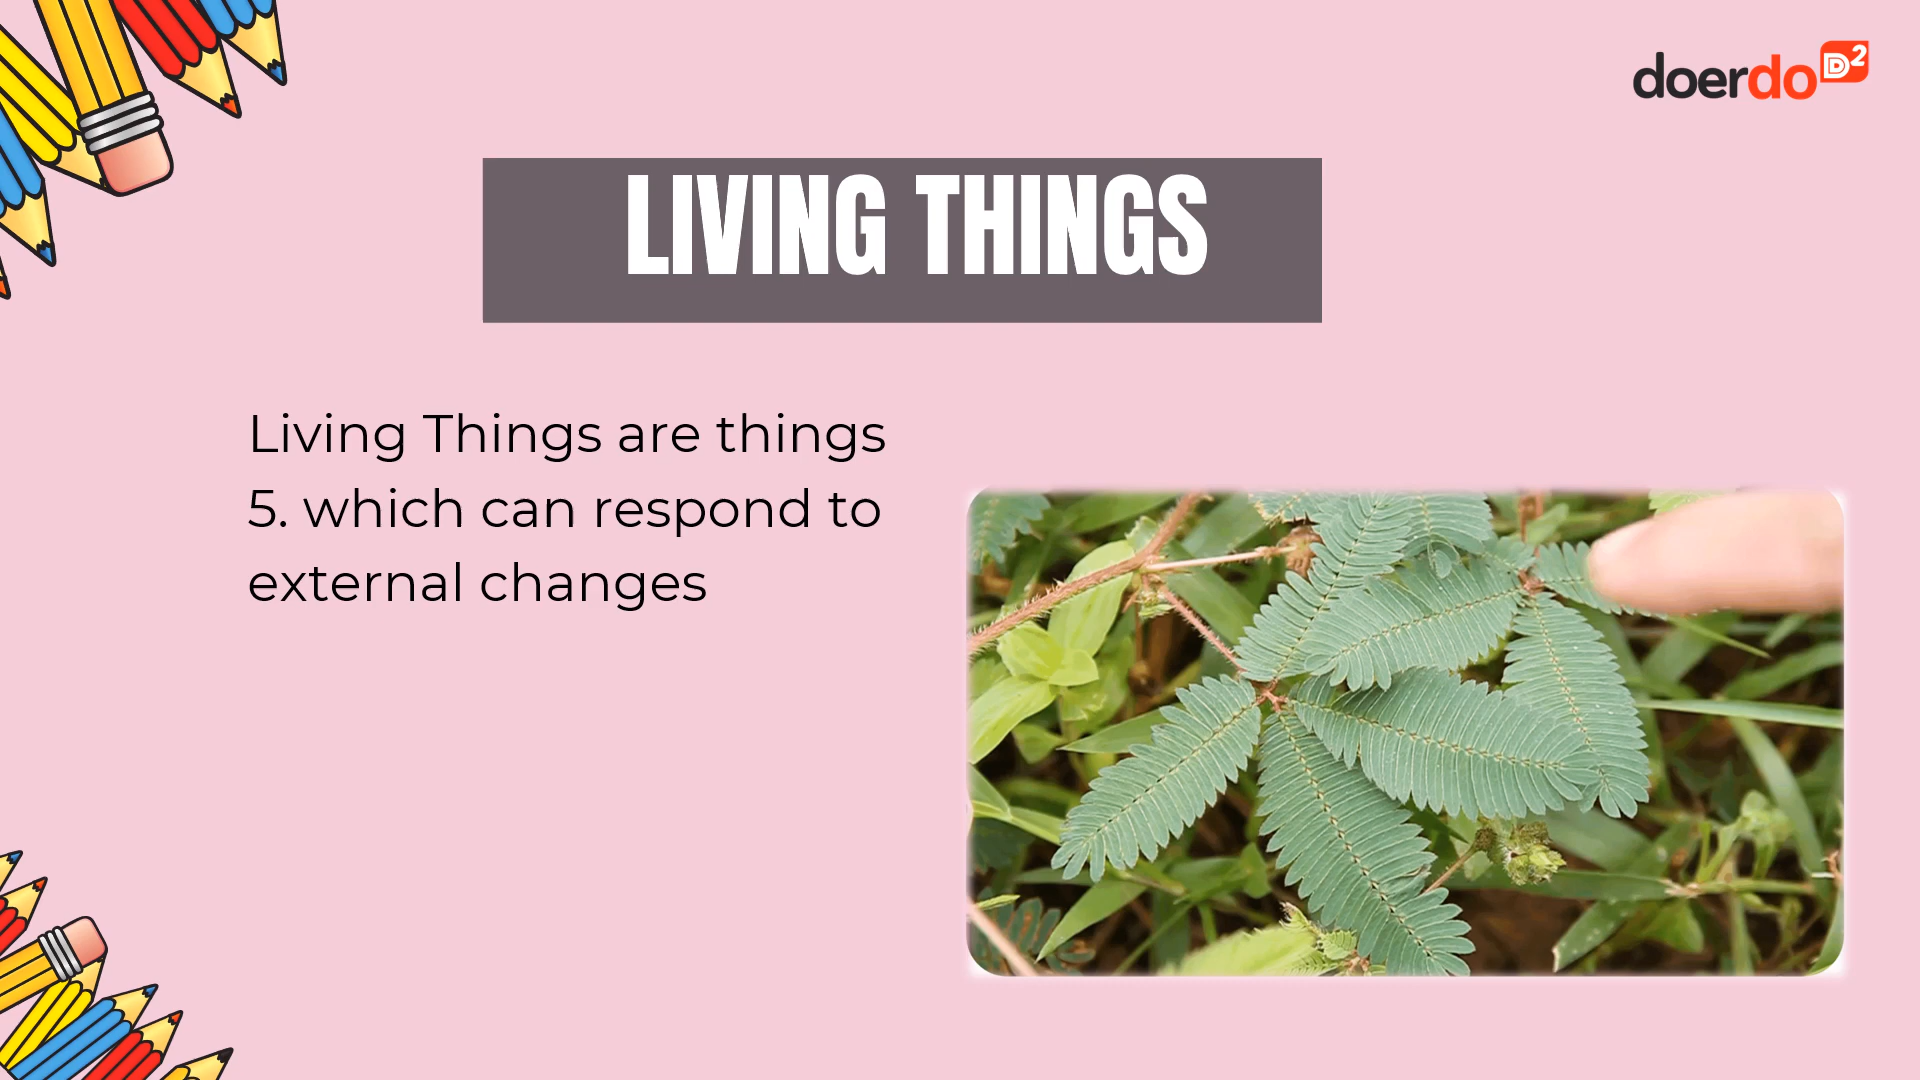 doerdo D²
LIVING THINGS
Living Things are things
5. which can respond to
external changes